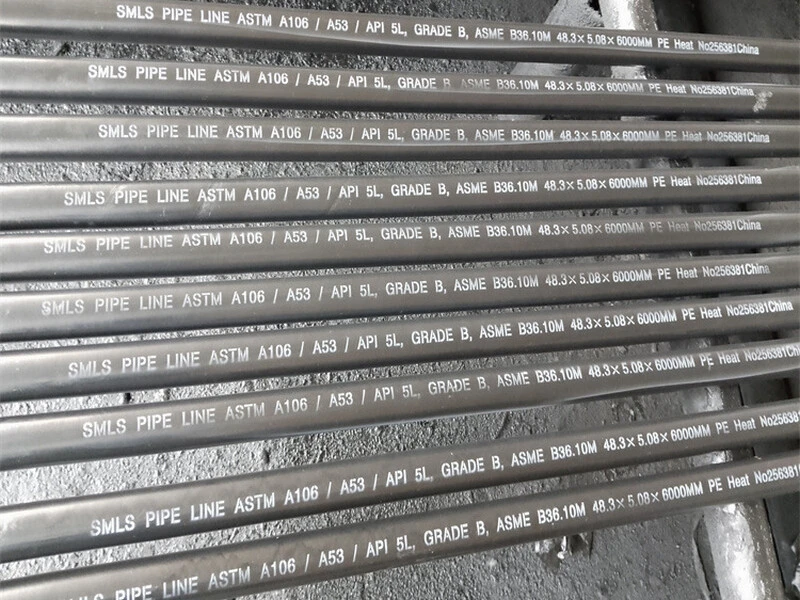 SMLS PIPE LINE ASTM A106 / A53 / API 5L, GRADE B, ASME B36.10M 48.3×5.08×6000MM PE Heat No256381China
SMLS PIPE LINE ASTM A106 / A53 / API 5L, GRADE B, ASME B36.10M 48.3×5.08×6000MM PE Heat No256381China
SMLS PIPE LINE ASTM A106 / A53 / API 5L, GRADE B, ASME B36.10M 48.3×5.08×6000MM PE Heat No256381China
SMLS PIPE LINE ASTM A106 / A53 / API 5L, GRADE B, ASME B36.10M 48.3×5.08×6000MM PE Heat No256381China
SMLS PIPE LINE ASTM A106 / A53 / API 5L, GRADE B, ASME B36.10M 48.3×5.08×6000MM PE Heat No256381China
SMLS PIPE LINE ASTM A106 / A53 / API 5L, GRADE B, ASME B36.10M 48.3×5.08×6000MM PE Heat No256381China
SMLS PIPE LINE ASTM A106 / A53 / API 5L, GRADE B, ASME B36.10M 48.3×5.08×6000MM PE Heat No256381China
SMLS PIPE LINE ASTM A106 / A53 / API 5L, GRADE B, ASME B36.10M 48.3×5.08×6000MM PE Heat No256381Chi
SMLS PIPE LINE ASTM A106 / A53 / API 5L, GRADE B, ASME B36.10M 48.3×5.08×6000MM PE Heat No256381
SMLS PIPE LINE ASTM A106 / A53 / API 5L, GRADE B, ASME B36.10M 48.3×5.08×6000MM PE Heat No256381